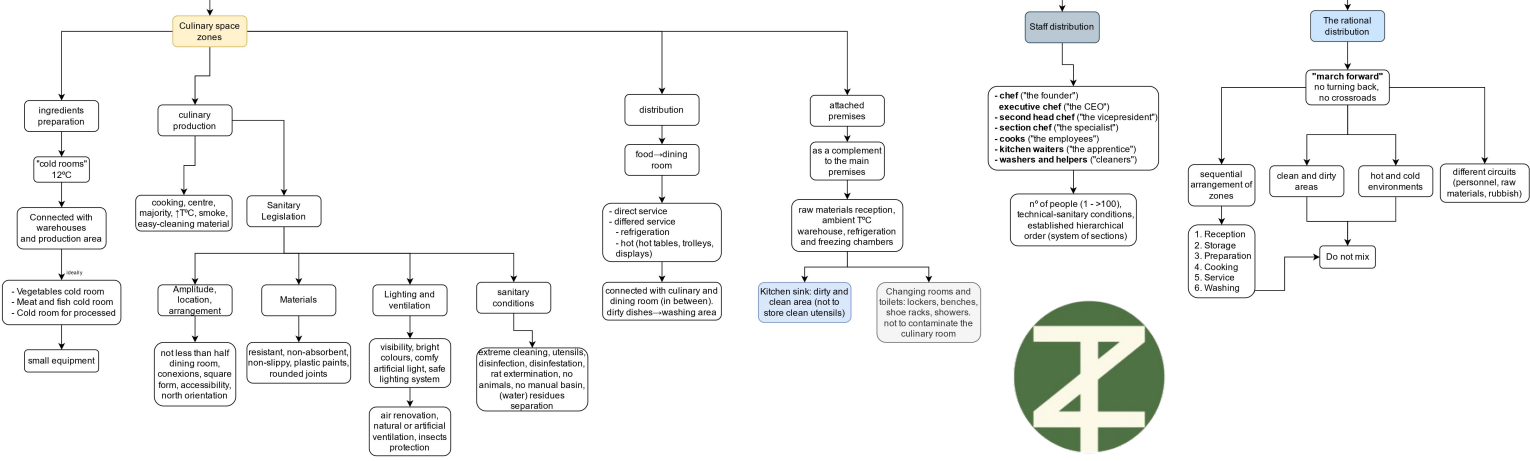 Culinary space
zones
ingredients
preparation
"cold rooms"
12ºC
Connected with
warehouses
and production area
ideally
- Vegetables cold room
- Meat and fish cold room
- Cold room for processed
small equipment
culinary
production
cooking, centre,
majority, ↑TºC, smoke,
easy-cleaning material
Sanitary
Legislation
Amplitude,
location,
arrangement
not less than half
dining room,
conexions, square
form, accessibility,
north orientation
Materials
resistant, non-absorbent,
non-slippy, plastic paints,
rounded joints
Lighting and
ventilation
visibility, bright
colours, comfy
artificial light, safe
lighting system
air renovation,
natural or artificial
ventilation, insects
protection
sanitary
conditions
extreme cleaning, utensils,
disinfection, disinfestation,
rat extermination, no
animals, no manual basin,
(water) residues
separation
distribution
food→dining
room
- direct service
- differed service
- refrigeration
- hot (hot tables, trolleys,
displays)
connected with culinary and
dining room (in between).
dirty dishes→washing area
attached
premises
as a complement
to the main
premises
raw materials reception,
ambient TºC
warehouse, refrigeration
and freezing chambers
Kitchen sink: dirty and
clean area (not to
store clean utensils)
Changing rooms and
toilets: lockers, benches,
shoe racks, showers.
not to contaminate the
culinary room
Staff distribution
- chef ("the founder")
executive chef ("the CEO")
- second head chef ("the vicepresident")
- section chef ("the specialist")
- cooks ("the employees")
- kitchen waiters ("the apprentice")
- washers and helpers ("cleaners")
nº of people (1 - >100),
technical-sanitary conditions,
established hierarchical
order (system of sections)
The rational
distribution
"march forward"
no turning back,
no crossroads
sequential
arrangement of
zones
1. Reception
2. Storage
3. Preparation
4. Cooking
5. Service
6. Washing
clean and dirty
areas
hot and cold
environments
Do not mix
different circuits
(personnel, raw
materials, rubbish)